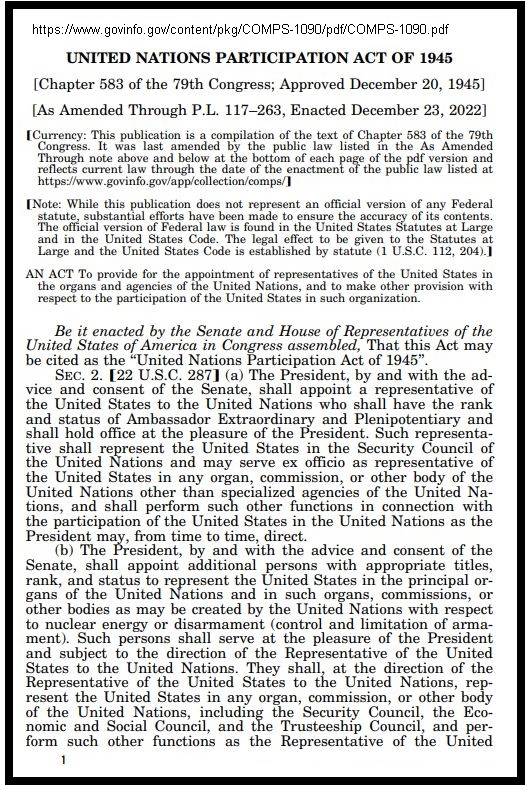 https://www.govinfo.gov/content/pkg/COMPS-1090/pdf/COMPS-1090.pdf
UNITED NATIONS PARTICIPATION ACT OF 1945
[Chapter 583 of the 79th Congress; Approved December 20, 1945]
[As Amended Through P.L. 117–263, Enacted December 23, 2022]
[Currency: This publication is a compilation of the text of Chapter 583 of the 79th
Congress. It was last amended by the public law listed in the As Amended
Through note above and below at the bottom of each page of the pdf version and
reflects current law through the date of the enactment of the public law listed at
https://www.govinfo.gov/app/collection/comps/]
[Note: While this publication does not represent an official version of any Federal
statute, substantial efforts have been made to ensure the accuracy of its contents.
The official version of Federal law is found in the United States Statutes at Large
and in the United States Code. The legal effect to be given to the Statutes at
Large and the United States Code is established by statute (1 U.S.C. 112, 204).]
AN ACT To provide for the appointment of representatives of the United States in
the organs and agencies of the United Nations, and to make other provision with
respect to the participation of the United States in such organization.
Be it enacted by the Senate and House of Representatives of the
United States of America in Congress assembled, That this Act may
be cited as the “United Nations Participation Act of 1945”.
SEC. 2. [22 U.S.C. 287] (a) The President, by and with the ad-
vice and consent of the Senate, shall appoint a representative of
the United States to the United Nations who shall have the rank
and status of Ambassador Extraordinary and Plenipotentiary and
shall hold office at the pleasure of the President. Such representa-
tive shall represent the United States in the Security Council of
the United Nations and may serve ex officio as representative of
the United States in any organ, commission, or other body of the
United Nations other than specialized agencies of the United Na-
tions, and shall perform such other functions in connection with
the participation of the United States in the United Nations as the
President may, from time to time, direct.
(b) The President, by and with the advice and consent of the
Senate, shall appoint additional persons with appropriate titles,
rank, and status to represent the United States in the principal or-
gans of the United Nations and in such organs, commissions, or
other bodies as may be created by the United Nations with respect
to nuclear energy or disarmament (control and limitation of arma-
ment). Such persons shall serve at the pleasure of the President
and subject to the direction of the Representative of the United
States to the United Nations. They shall, at the direction of the
Representative of the United States to the United Nations, rep-
resent the United States in any organ, commission, or other body
of the United Nations, including the Security Council, the Eco-
nomic and Social Council, and the Trusteeship Council, and per-
form such other functions as the Representative of the United
1